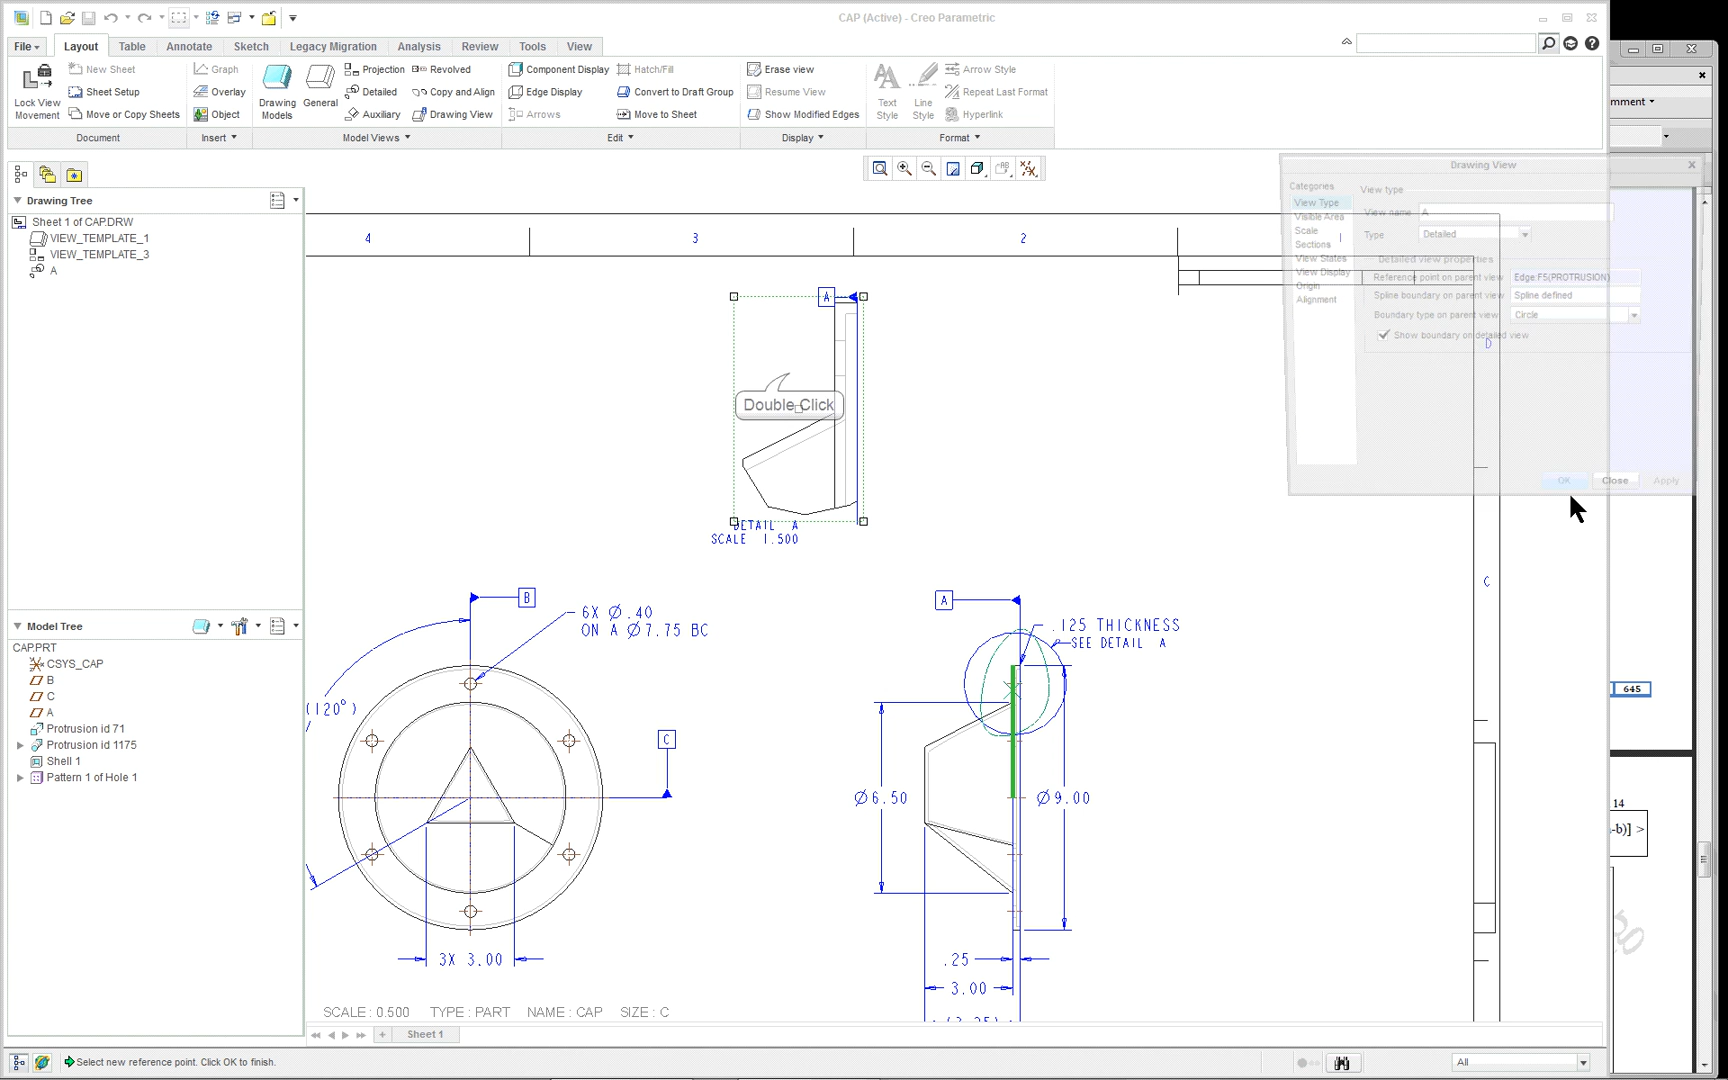 CAP (Active) - Creo Parametric
File
Layout
Table
Annotate
Sketch
Legacy Migration
Analysis
Review
Tools
View
New Sheet
Graph
Projection
Revolved
Component Display
Hatch/Fill
Erase view
Arrow Style
Sheet Setup
Overlay
Detailed
Copy and Align
Edge Display
Convert to Draft Group
Resume View
Repeat Last Format
Lock View
Movement
Move or Copy Sheets
Object
Drawing
Models
General
Auxiliary
Drawing View
Arrows
Move to Sheet
Show Modified Edges
Text
Style
Line
Style
Hyperlink
Document
Insert
Model Views
Edit
Display
Format
Drawing Tree
Sheet 1 of CAP.DRW
VIEW_TEMPLATE_1
VIEW_TEMPLATE_3
A
4
3
2
1
D
C
Drawing View
Categories
View Type
Visible Area
Scale
Sections
View States
View Display
Origin
Alignment
View type
View name
A
Type
Detailed
Detailed view properties
Reference point on parent view
Edge:F5(PROTRUSION)
Spline boundary on parent view
Spline defined
Boundary type on parent view
Circle
Show boundary on detailed view
OK
Close
Apply
A
Double Click
DETAIL A
SCALE 1.500
B
6X Ø.40
ON A Ø7.75 BC
(120°)
C
3X 3.00
A
.125 THICKNESS
SEE DETAIL A
Ø6.50
Ø9.00
.25
3.00
(3.25)
Model Tree
CAP.PRT
CSYS_CAP
B
C
A
Protrusion id 71
Protrusion id 1175
Shell 1
Pattern 1 of Hole 1
SCALE : 0.500 TYPE : PART NAME : CAP SIZE : C
Sheet 1
Select new reference point. Click OK to finish.
All
mment
645
14
-b)] >